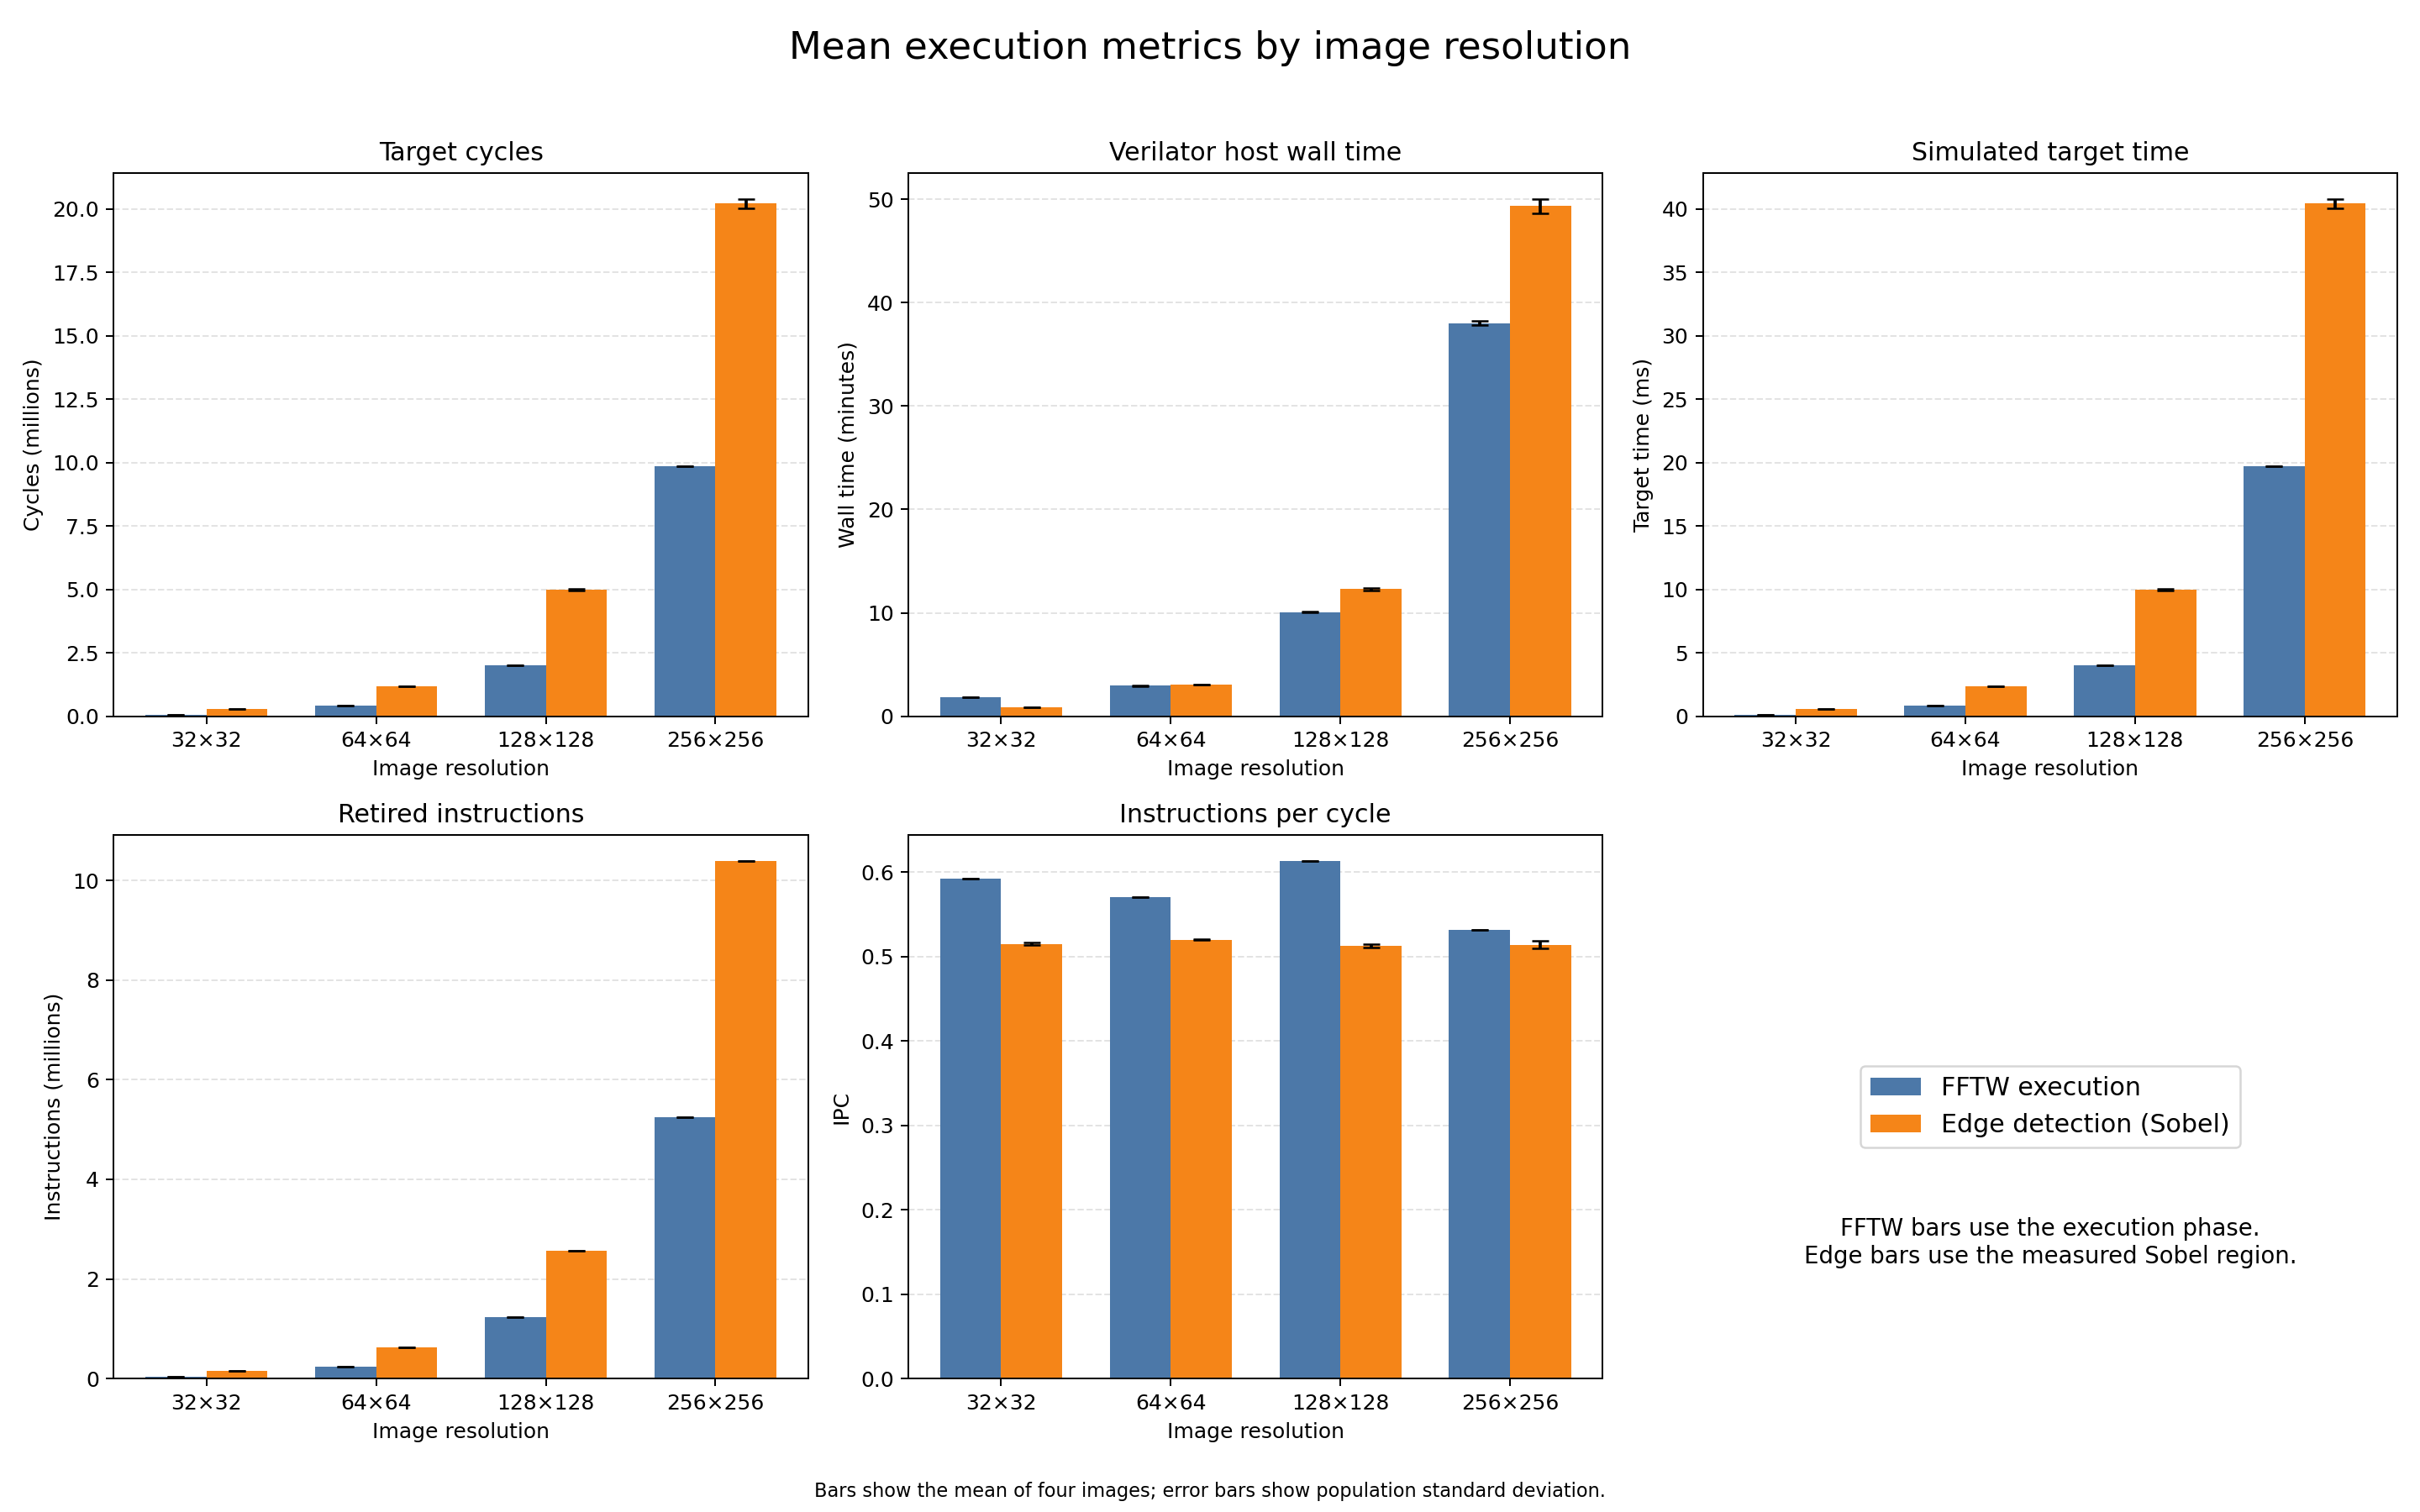 Mean execution metrics by image resolution
Target cycles
Cycles (millions)
20.0
17.5
15.0
12.5
10.0
7.5
5.0
2.5
0.0
32×32 64×64 128×128 256×256
Image resolution
Verilator host wall time
Wall time (minutes)
50
40
30
20
10
0
32×32 64×64 128×128 256×256
Image resolution
Simulated target time
Target time (ms)
40
35
30
25
20
15
10
5
0
32×32 64×64 128×128 256×256
Image resolution
Retired instructions
Instructions (millions)
10
8
6
4
2
0
32×32 64×64 128×128 256×256
Image resolution
Instructions per cycle
IPC
0.6
0.5
0.4
0.3
0.2
0.1
0.0
32×32 64×64 128×128 256×256
Image resolution
FFTW execution
Edge detection (Sobel)
FFTW bars use the execution phase.
Edge bars use the measured Sobel region.
Bars show the mean of four images; error bars show population standard deviation.